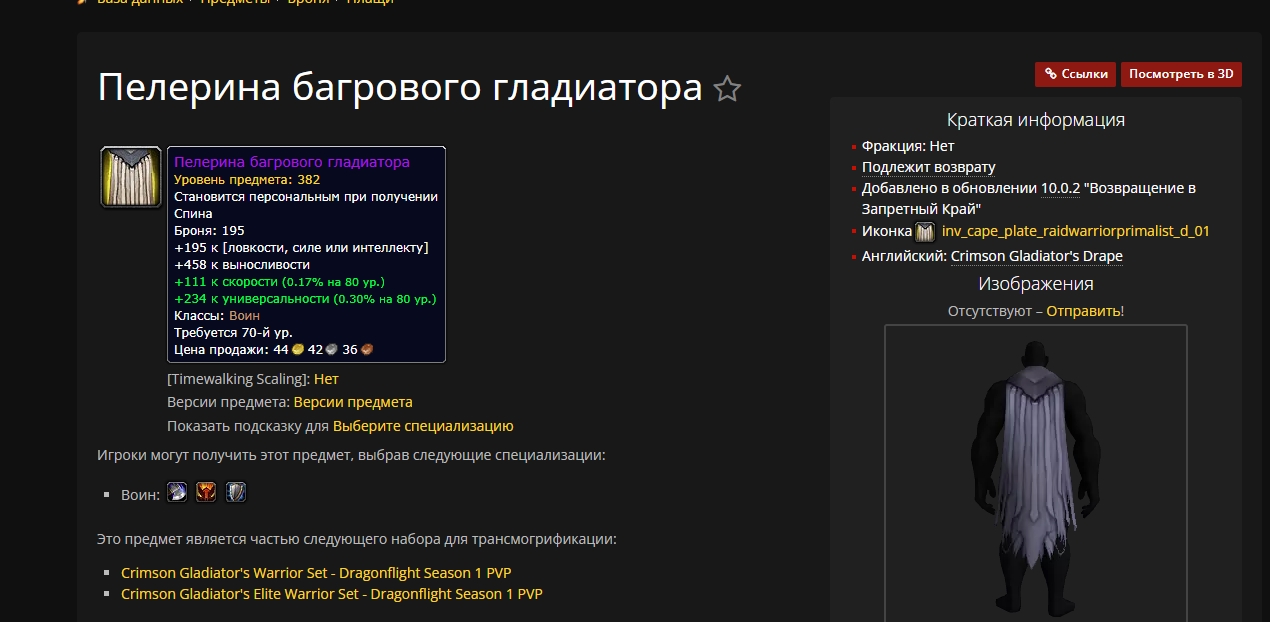 База данных Предметы Броня Плащи
Пелерина багрового гладиатора
Ссылки
Посмотреть в 3D
Пелерина багрового гладиатора
Уровень предмета: 382
Становится персональным при получении
Спина
Броня: 195
+195 к [ловкости, силе или интеллекту]
+458 к выносливости
+111 к скорости (0.17% на 80 ур.)
+234 к универсальности (0.30% на 80 ур.)
Классы: Воин
Требуется 70-й ур.
Цена продажи: 44 42 36
[Timewalking Scaling]: Нет
Версии предмета: Версии предмета
Показать подсказку для Выберите специализацию
Игроки могут получить этот предмет, выбрав следующие специализации:
Воин:
Это предмет является частью следующего набора для трансмогрификации:
Crimson Gladiator's Warrior Set - Dragonflight Season 1 PVP
Crimson Gladiator's Elite Warrior Set - Dragonflight Season 1 PVP
Краткая информация
Фракция: Нет
Подлежит возврату
Добавлено в обновлении 10.0.2 "Возвращение в
Запретный Край"
Иконка inv_cape_plate_raidwarriorprimalist_d_01
Английский: Crimson Gladiator's Drape
Изображения
Отсутствуют – Отправить!